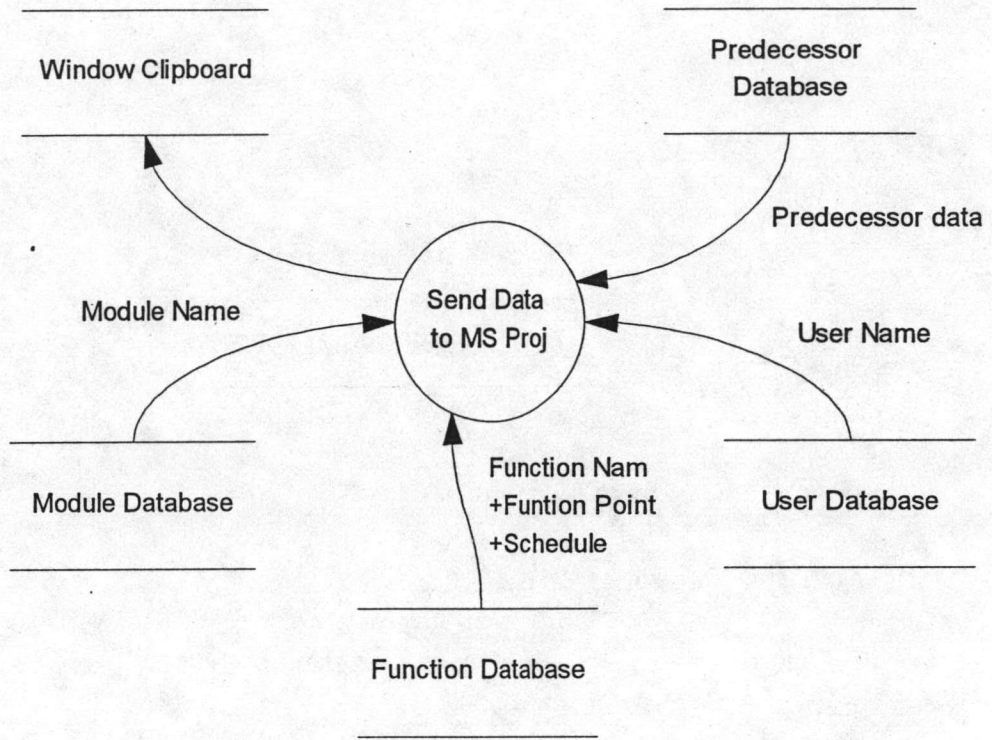 Window Clipboard
Predecessor
Database
Predecessor data
Send Data
to MS Proj
Module Name
User Name
Function Nam
+Funtion Point
+Schedule
Module Database
User Database
Function Database